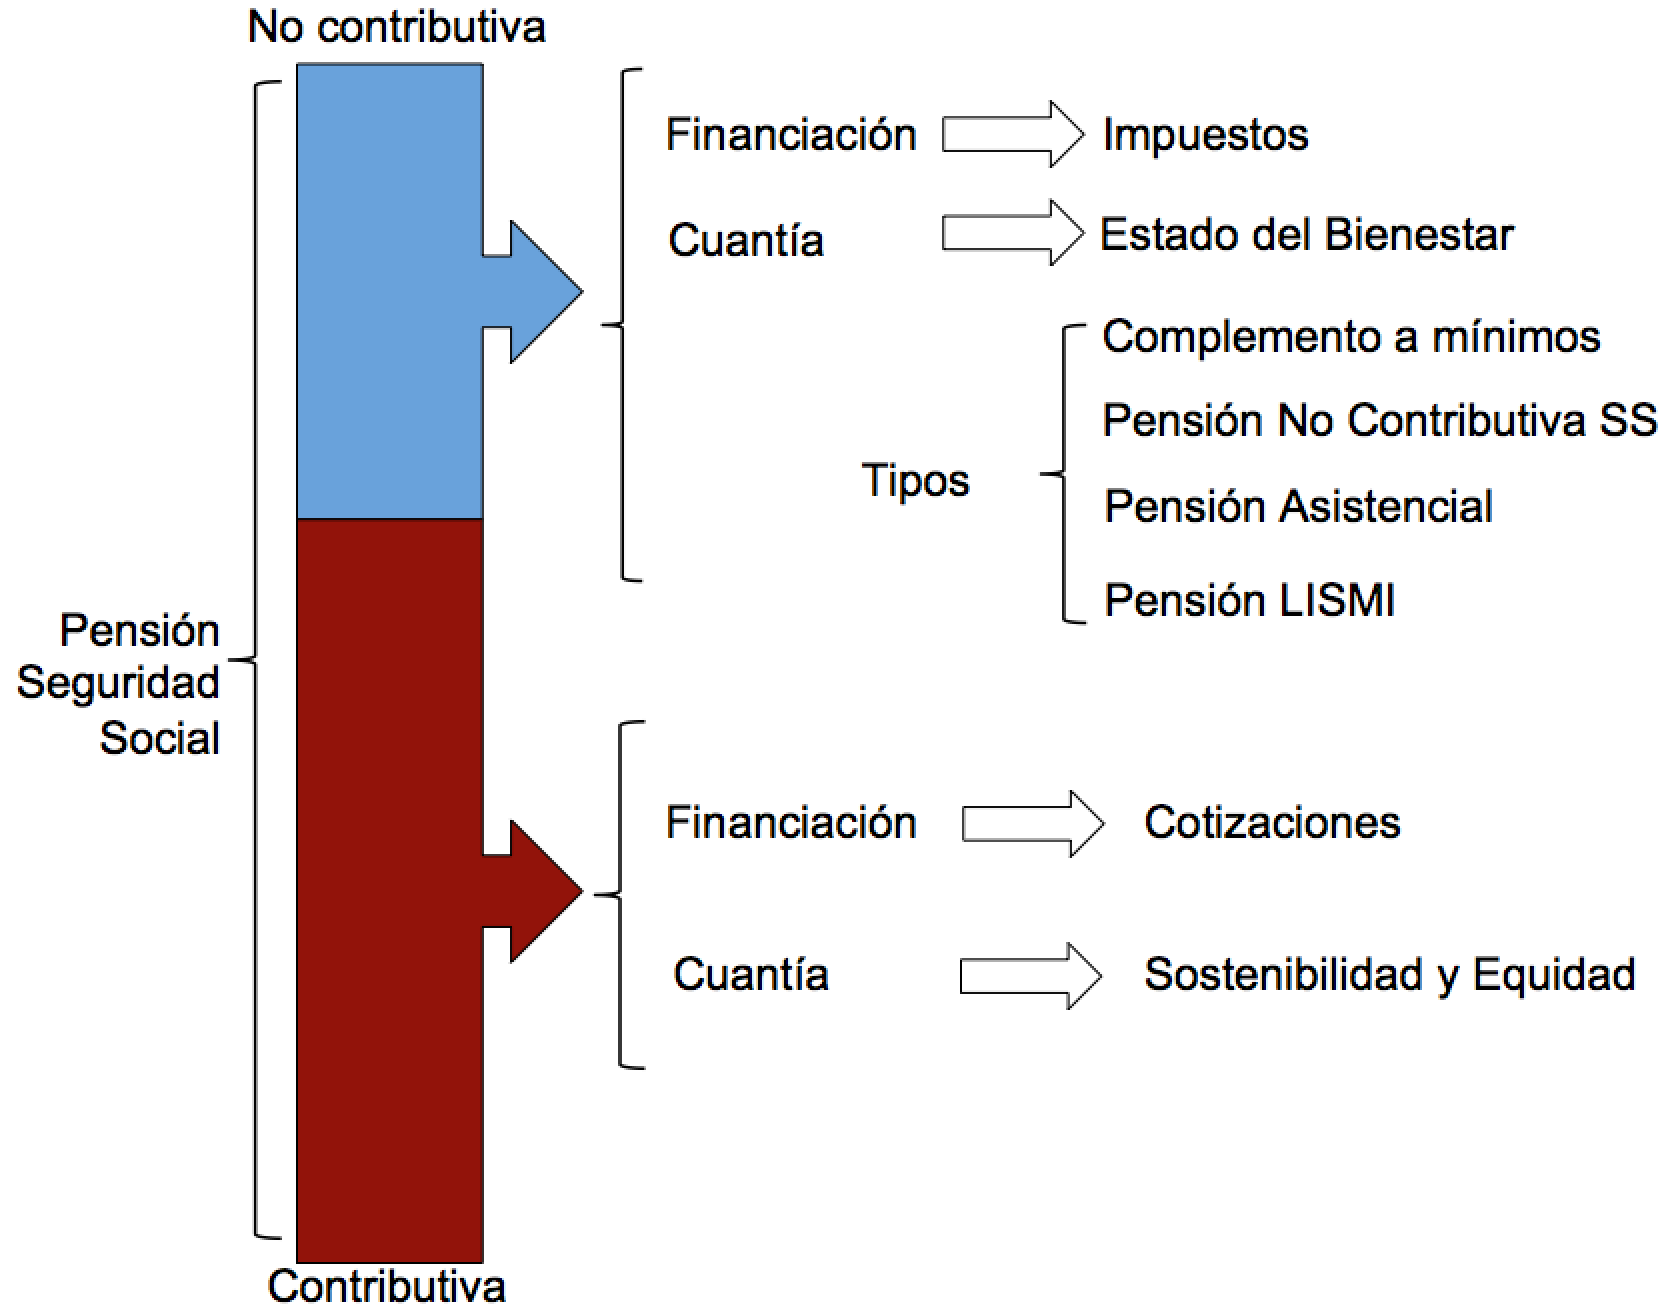 No contributiva
Financiación
Impuestos
Cuantía
Estado del Bienestar
Tipos
Complemento a mínimos
Pensión No Contributiva SS
Pensión Asistencial
Pensión LISMI
Pensión
Seguridad
Social
Financiación
Cotizaciones
Cuantía
Sostenibilidad y Equidad
Contributiva